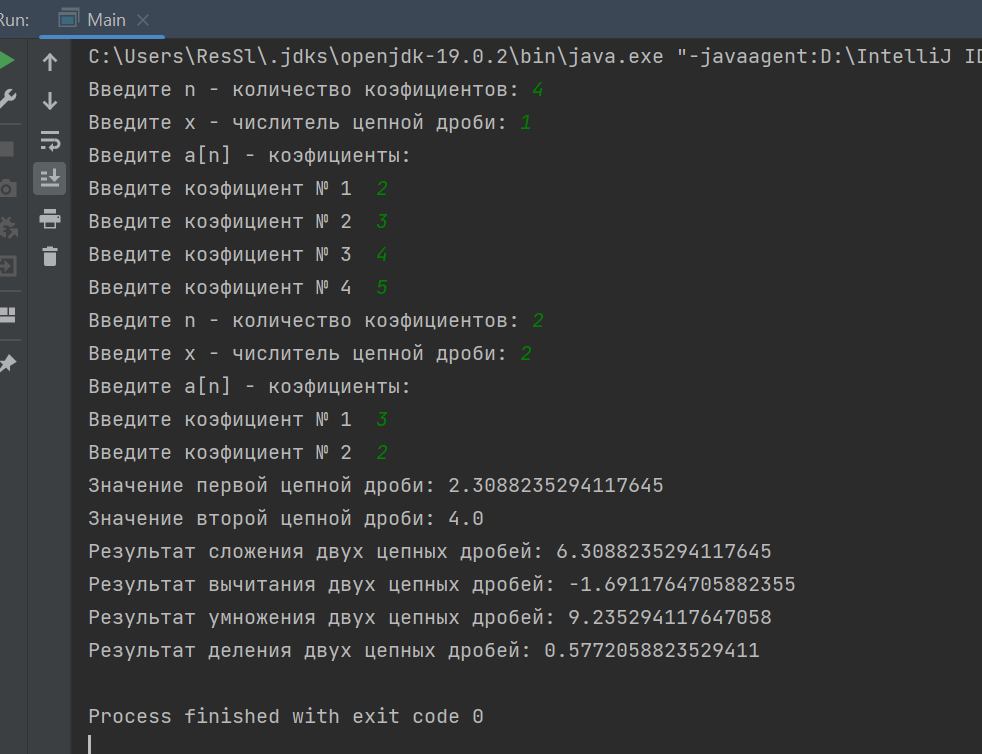 Run:
Main
C:\Users\ResSl\.jdks\openjdk-19.0.2\bin\java.exe "-javaagent:D:\IntelliJ ID
Введите n - количество коэфициентов: 4
Введите x - числитель цепной дроби: 1
Введите a[n] - коэфициенты:
Введите коэфициент № 1  2
Введите коэфициент № 2  3
Введите коэфициент № 3  4
Введите коэфициент № 4  5
Введите n - количество коэфициентов: 2
Введите x - числитель цепной дроби: 2
Введите a[n] - коэфициенты:
Введите коэфициент № 1  3
Введите коэфициент № 2  2
Значение первой цепной дроби: 2.3088235294117645
Значение второй цепной дроби: 4.0
Результат сложения двух цепных дробей: 6.3088235294117645
Результат вычитания двух цепных дробей: -1.6911764705882355
Результат умножения двух цепных дробей: 9.235294117647058
Результат деления двух цепных дробей: 0.5772058823529411
Process finished with exit code 0